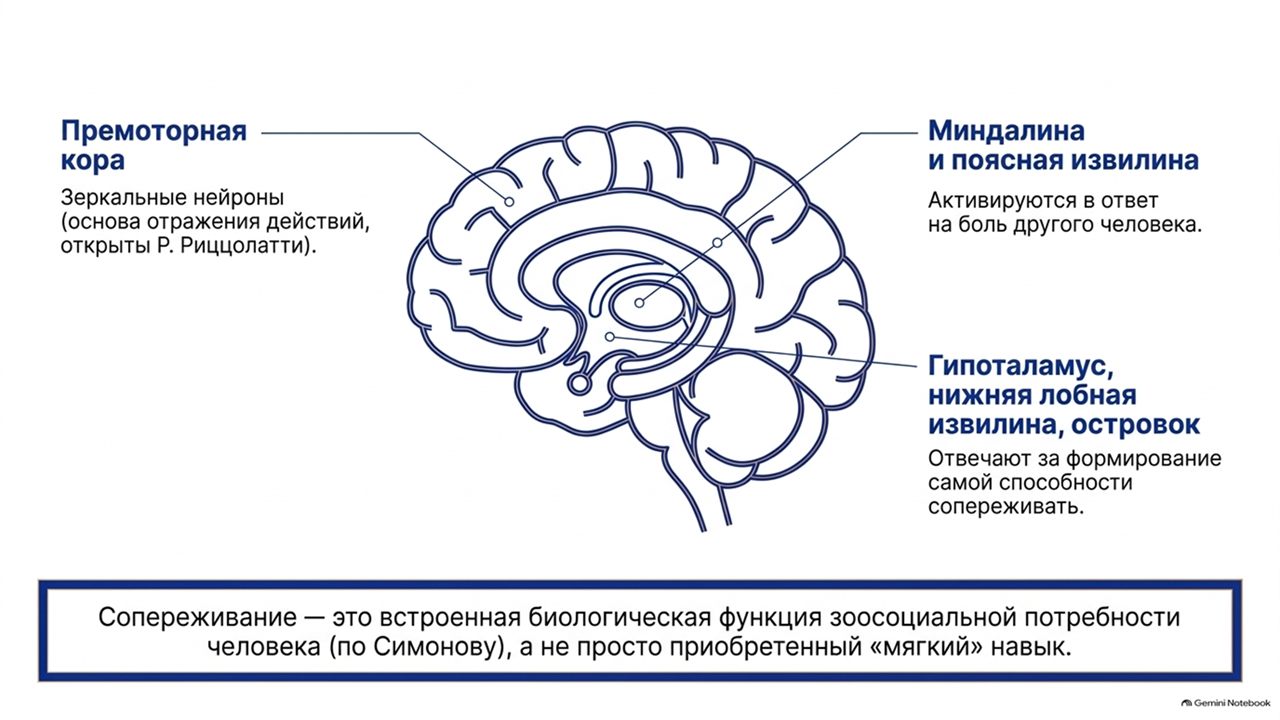 Премоторная
кора
Зеркальные нейроны
(основа отражения действий,
открыты Р. Риццолатти).
Миндалина
и поясная извилина
Активируются в ответ
на боль другого человека.
Гипоталамус,
нижняя лобная
извилина, островок
Отвечают за формирование
самой способности
сопереживать.
Сопереживание — это встроенная биологическая функция зоосоциальной потребности
человека (по Симонову), а не просто приобретенный «мягкий» навык.
Gemini Notebook